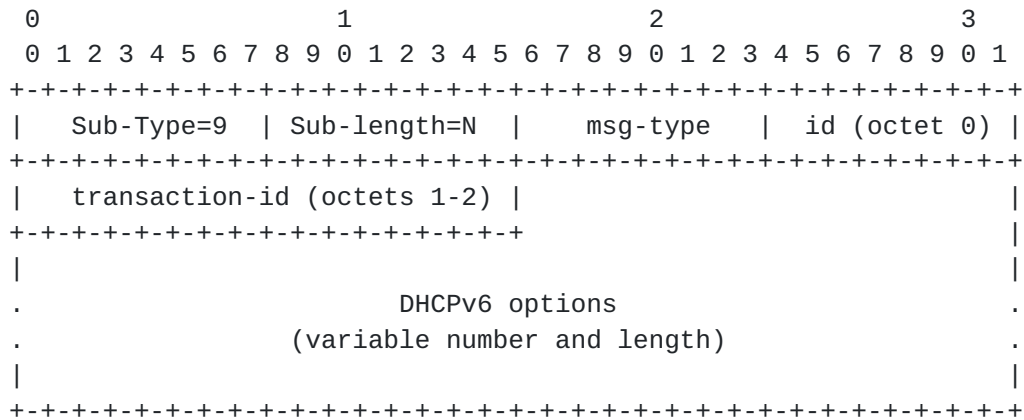 0                   1                   2                   3
 0 1 2 3 4 5 6 7 8 9 0 1 2 3 4 5 6 7 8 9 0 1 2 3 4 5 6 7 8 9 0 1
+-+-+-+-+-+-+-+-+-+-+-+-+-+-+-+-+-+-+-+-+-+-+-+-+-+-+-+-+-+-+-+-+
|   Sub-Type=9  | Sub-length=N  |    msg-type   |  id (octet 0) |
+-+-+-+-+-+-+-+-+-+-+-+-+-+-+-+-+-+-+-+-+-+-+-+-+-+-+-+-+-+-+-+-+
|   transaction-id (octets 1-2) |                               |
+-+-+-+-+-+-+-+-+-+-+-+-+-+-+-+-+                               |
|                                                               |
.                        DHCPv6 options                         .
.                 (variable number and length)                  .
|                                                               |
+-+-+-+-+-+-+-+-+-+-+-+-+-+-+-+-+-+-+-+-+-+-+-+-+-+-+-+-+-+-+-+-+